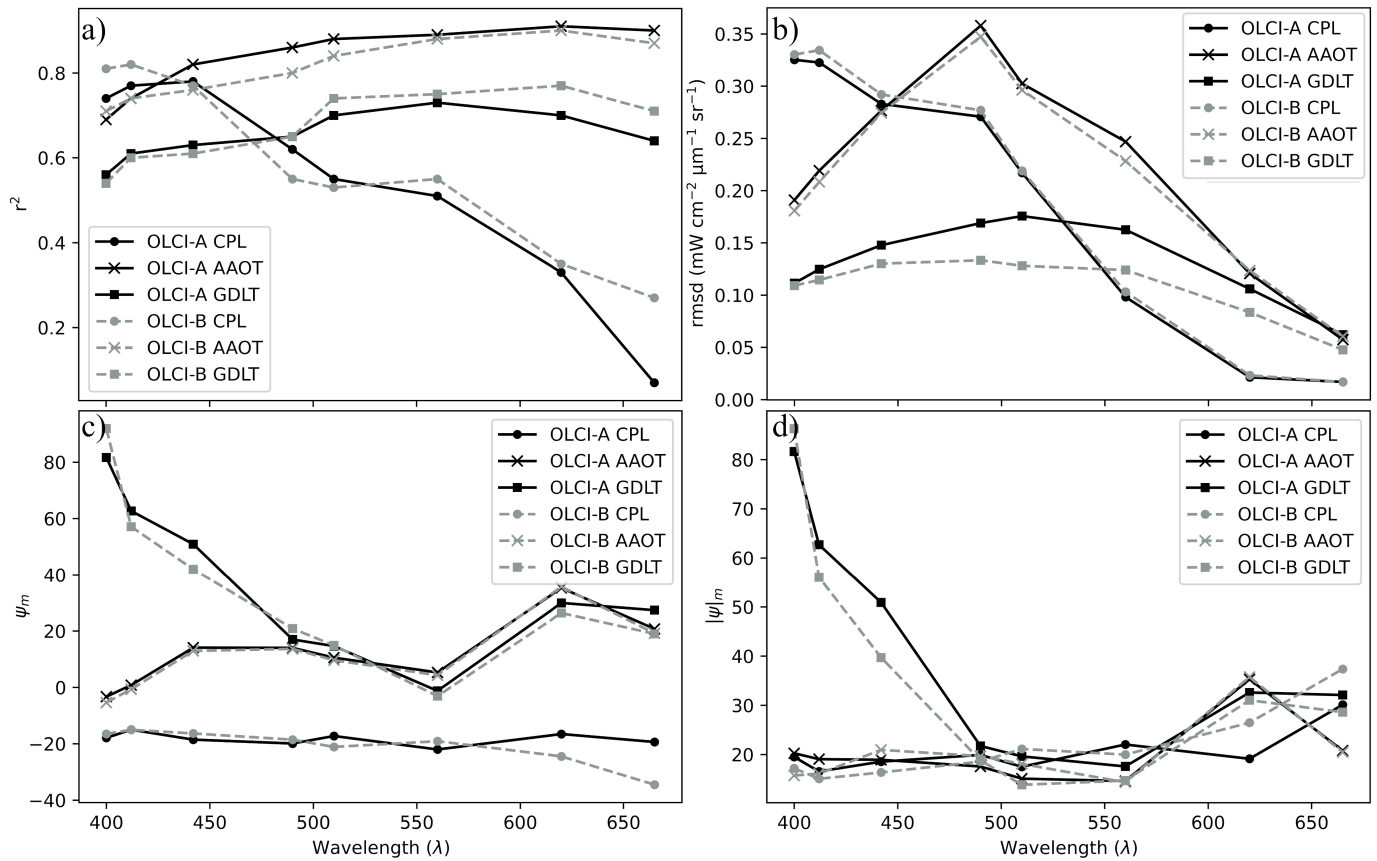 a)
0.8
0.6
0.4
0.2
r²
OLCI-A CPL
OLCI-A AAOT
OLCI-A GDLT
OLCI-B CPL
OLCI-B AAOT
OLCI-B GDLT
b)
0.35
0.30
0.25
0.20
0.15
0.10
0.05
0.00
rmsd (mW cm⁻² μm⁻¹ sr⁻¹)
OLCI-A CPL
OLCI-A AAOT
OLCI-A GDLT
OLCI-B CPL
OLCI-B AAOT
OLCI-B GDLT
c)
80
60
40
20
0
−20
−40
ψm
OLCI-A CPL
OLCI-A AAOT
OLCI-A GDLT
OLCI-B CPL
OLCI-B AAOT
OLCI-B GDLT
400 450 500 550 600 650
Wavelength (λ)
d)
80
70
60
50
40
30
20
|ψ|m
OLCI-A CPL
OLCI-A AAOT
OLCI-A GDLT
OLCI-B CPL
OLCI-B AAOT
OLCI-B GDLT
400 450 500 550 600 650
Wavelength (λ)